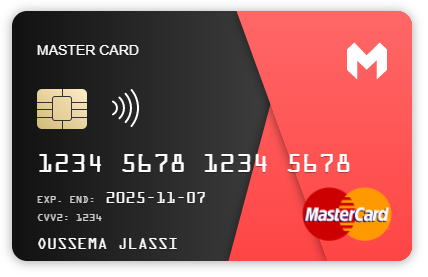 MASTER CARD
1234 5678 1234 5678
EXP. END: 2025-11-07
CVV2: 1234
MasterCard
OUSSEMA JLASSI